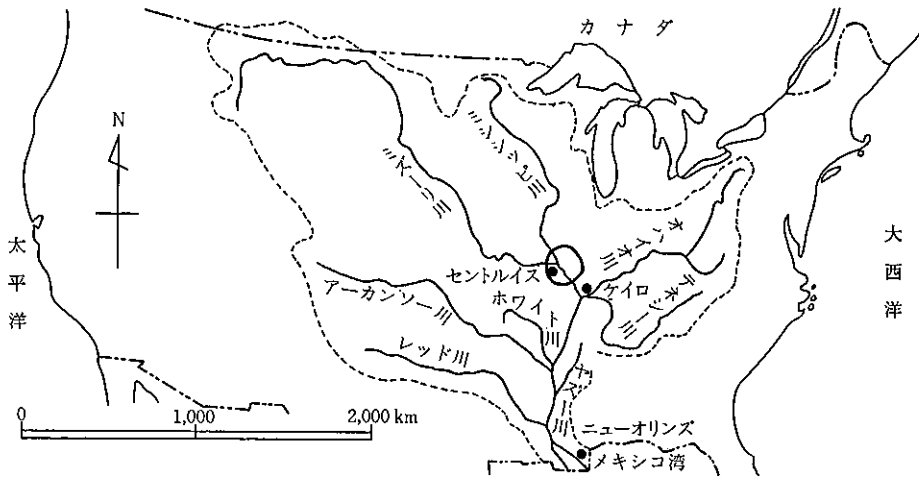 カナダ
N
ミズーリ川
ミシシッピ川
オハイオ川
太平洋
大西洋
セントルイス
ケイロ
テネシー川
アーカンソー川
ホワイト川
レッド川
ヤズー川
0 1,000 2,000 km
ニューオリンズ
メキシコ湾